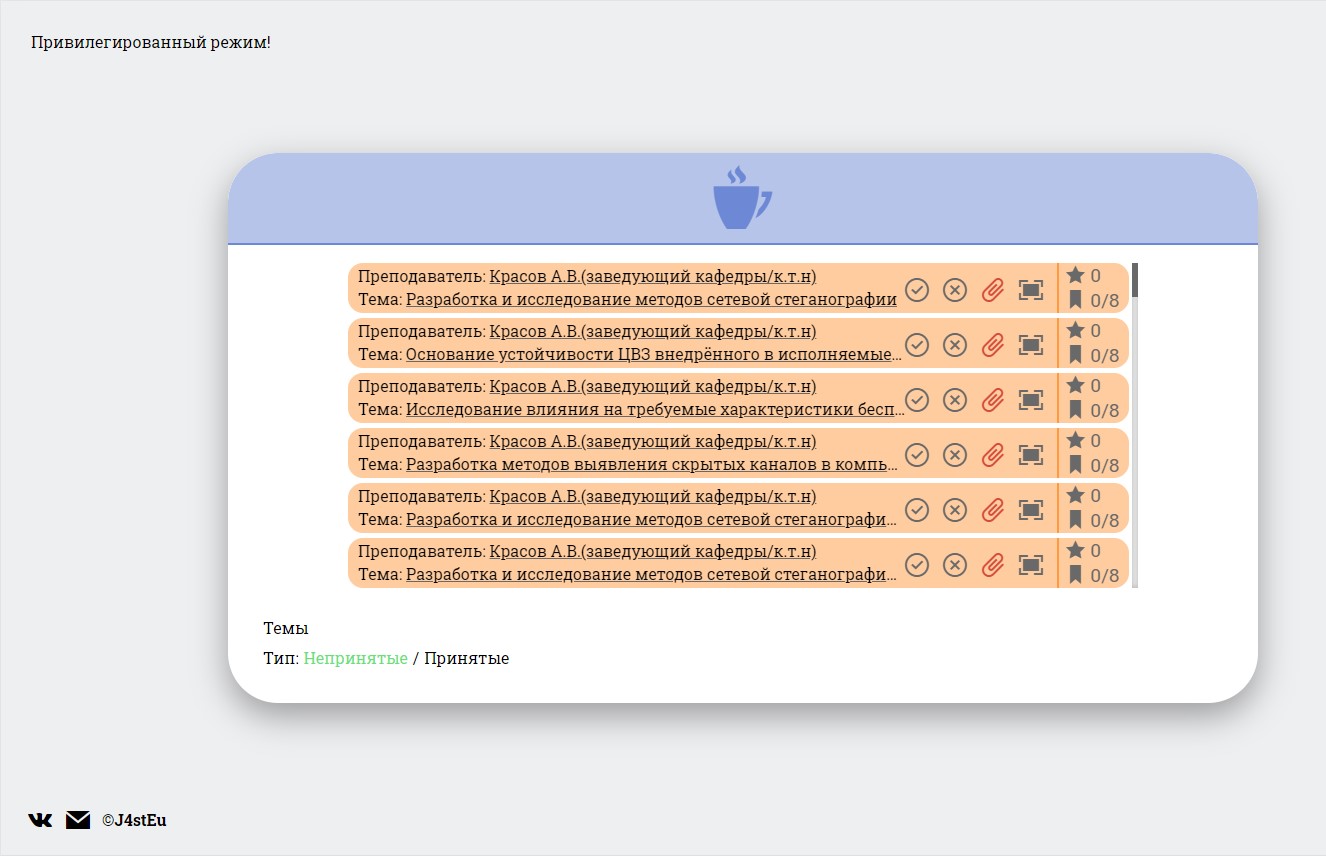 Привилегированный режим!
Преподаватель: Красов А.В.(заведующий кафедры/к.т.н)
Тема: Разработка и исследование методов сетевой стеганографии
0
0/8
Преподаватель: Красов А.В.(заведующий кафедры/к.т.н)
Тема: Основание устойчивости ЦВЗ внедрённого в исполняемые...
0
0/8
Преподаватель: Красов А.В.(заведующий кафедры/к.т.н)
Тема: Исследование влияния на требуемые характеристики бесп...
0
0/8
Преподаватель: Красов А.В.(заведующий кафедры/к.т.н)
Тема: Разработка методов выявления скрытых каналов в компь...
0
0/8
Преподаватель: Красов А.В.(заведующий кафедры/к.т.н)
Тема: Разработка и исследование методов сетевой стеганографи...
0
0/8
Преподаватель: Красов А.В.(заведующий кафедры/к.т.н)
Тема: Разработка и исследование методов сетевой стеганографи...
0
0/8
Темы
Тип: Непринятые / Принятые
©J4stEu